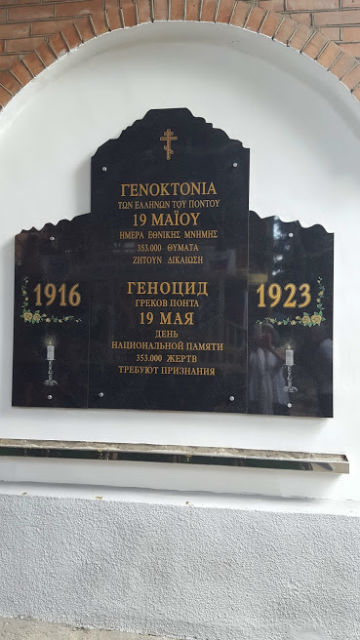 ΓΕΝΟΚΤΟΝΙΑ
ΤΩΝ ΕΛΛΗΝΩΝ ΤΟΥ ΠΟΝΤΟΥ
19 ΜΑΪΟΥ
ΗΜΕΡΑ ΕΘΝΙΚΗΣ ΜΝΗΜΗΣ
353.000 ΘΥΜΑΤΑ
ΖΗΤΟΥΝ ΔΙΚΑΙΩΣΗ
1916
ГЕНОЦИД
ГРЕКОВ ПОНТА
19 МАЯ
ДЕНЬ
НАЦИОНАЛЬНОЙ ПАМЯТИ
353.000 ЖЕРТВ
ТРЕБУЮТ ПРИЗНАНИЯ
1923